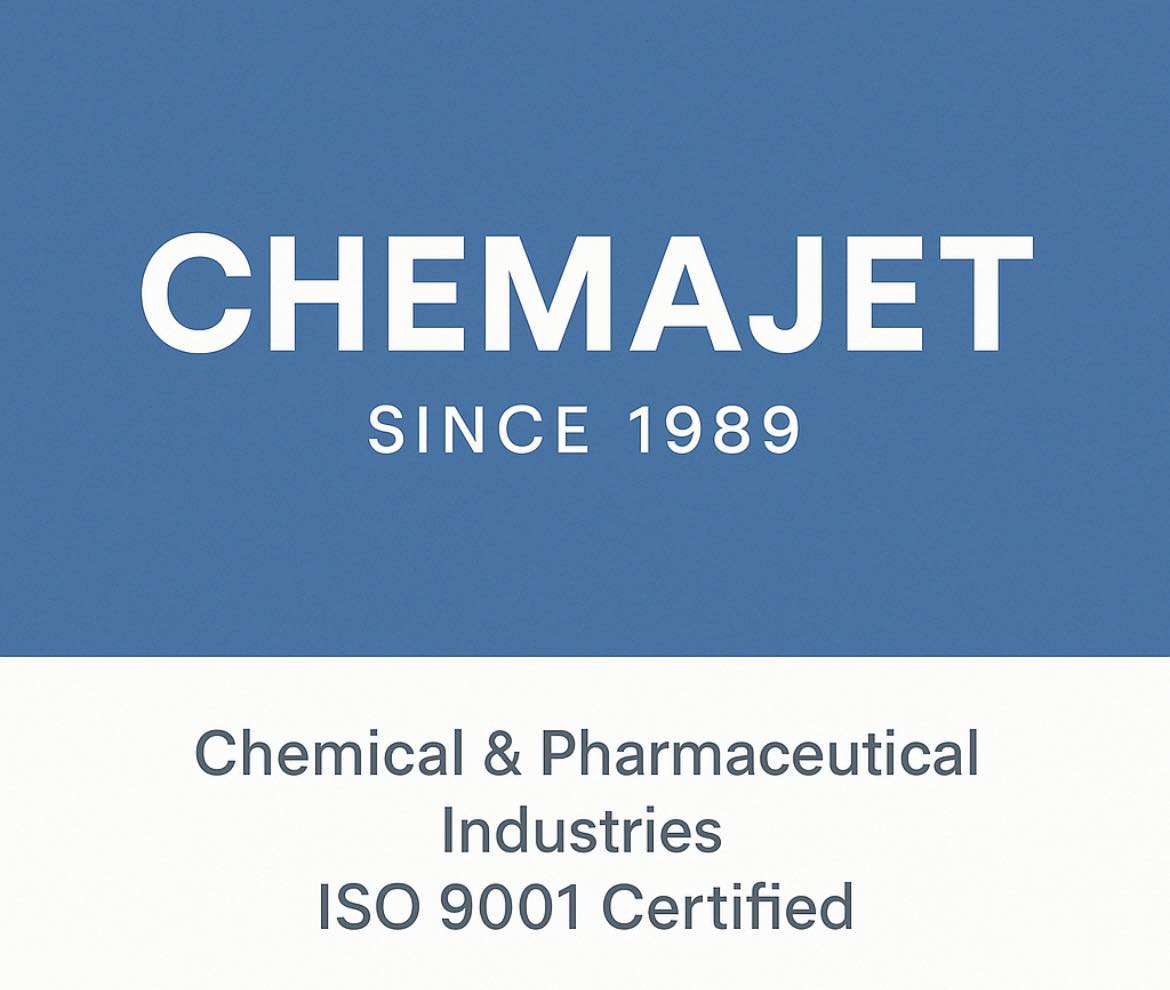 CHEMAJET
SINCE 1989
Chemical & Pharmaceutical
Industries
ISO 9001 Certified